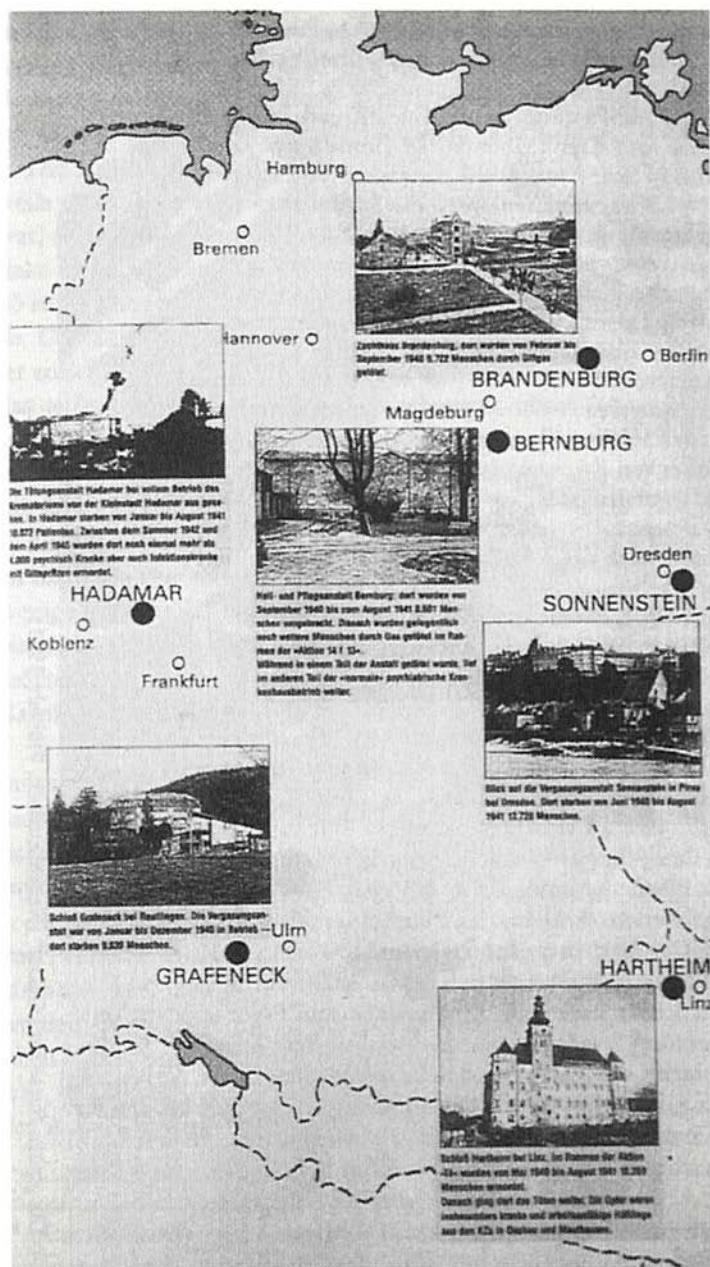 Hamburg
Bremen
Hannover
Zuchthaus Brandenburg, dort wurden von Februar bis
September 1940 9.722 Menschen durch Giftgas
getötet.
Berlin
BRANDENBURG
Magdeburg
BERNBURG
Die Tötungsanstalt Hadamar bei vollem Betrieb des
Krematoriums von der Kleinstadt Hadamar aus gese-
hen. In Hadamar starben von Januar bis August 1941
10.072 Patienten. Zwischen dem Sommer 1942 und
dem April 1945 wurden dort noch einmal mehr als
4.000 psychisch Kranke aber auch Infektionskranke
mit Giftspritzen ermordet.
HADAMAR
Koblenz
Frankfurt
Heil- und Pflegeanstalt Bernburg: dort wurden von
September 1940 bis zum August 1941 8.601 Men-
schen umgebracht. Danach wurden gelegentlich
noch weitere Menschen durch Gas getötet im Rah-
men der »Aktion 14 f 13«.
Während in einem Teil der Anstalt getötet wurde, lief
im anderen Teil der »normale« psychiatrische Kran-
kenhausbetrieb weiter.
Dresden
SONNENSTEIN
Blick auf die Vergasungsanstalt Sonnenstein in Pirna
bei Dresden. Dort starben von Juni 1940 bis August
1941 13.720 Menschen.
Schloß Grafeneck bei Reutlingen. Die Vergasungsan-
stalt war von Januar bis Dezember 1940 in Betrieb –
dort starben 9.839 Menschen.
Ulm
GRAFENECK
HARTHEIM
Linz
Schloß Hartheim bei Linz. Im Rahmen der Aktion
wurden von Mai 1940 bis August 1941 18.269
Menschen ermordet.
Danach ging dort das Töten weiter. Die Opfer waren
insbesondere kranke und arbeitsunfähige Häftlinge
aus den KZs in Dachau und Mauthausen.